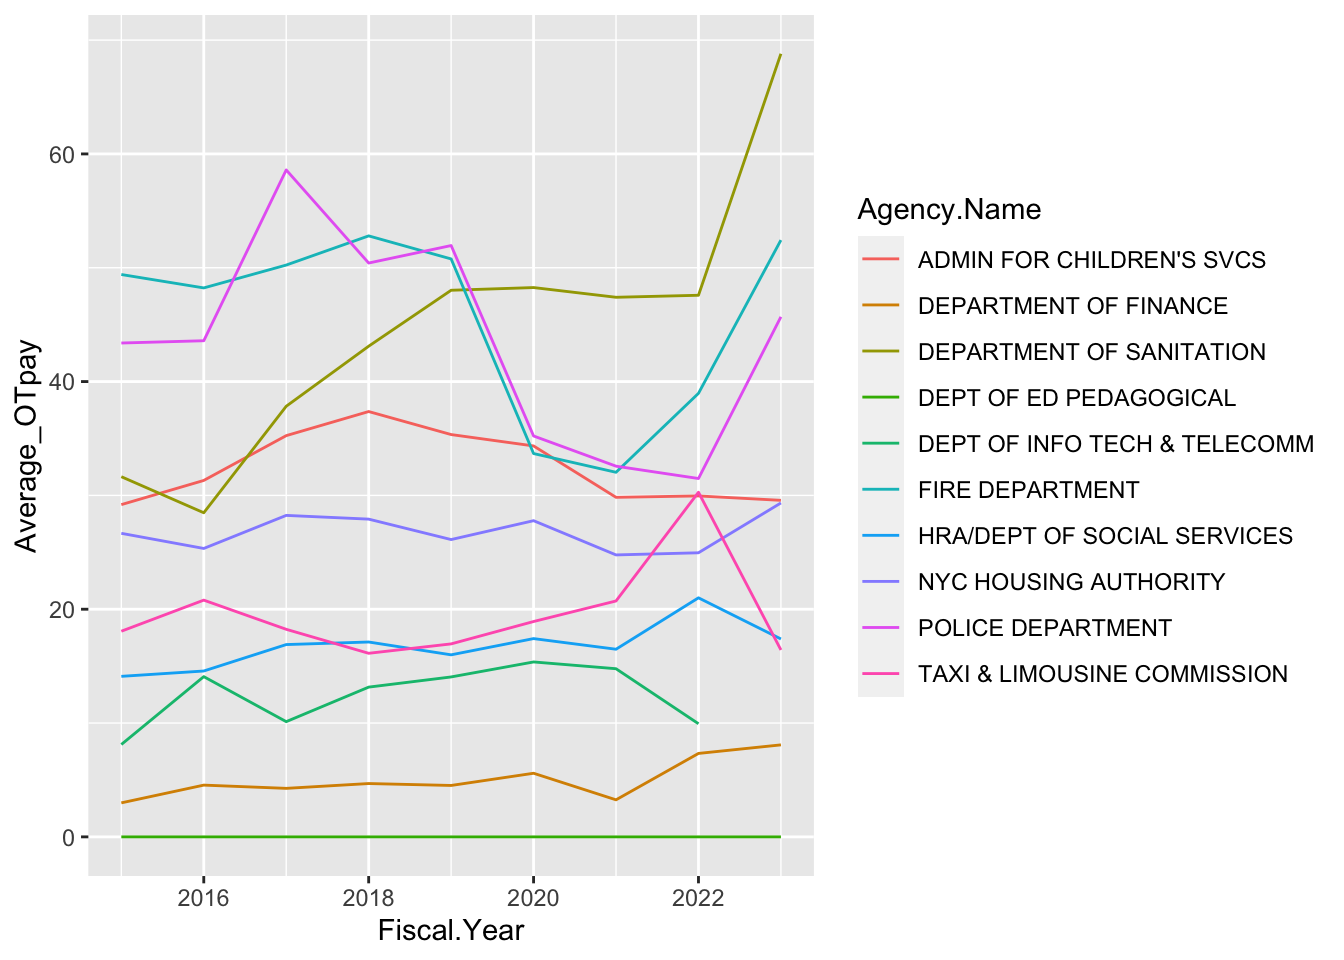 60
40
20
0
Average_OTpay
2016 2018 2020 2022
Fiscal.Year
Agency.Name
ADMIN FOR CHILDREN'S SVCS
DEPARTMENT OF FINANCE
DEPARTMENT OF SANITATION
DEPT OF ED PEDAGOGICAL
DEPT OF INFO TECH & TELECOMM
FIRE DEPARTMENT
HRA/DEPT OF SOCIAL SERVICES
NYC HOUSING AUTHORITY
POLICE DEPARTMENT
TAXI & LIMOUSINE COMMISSION